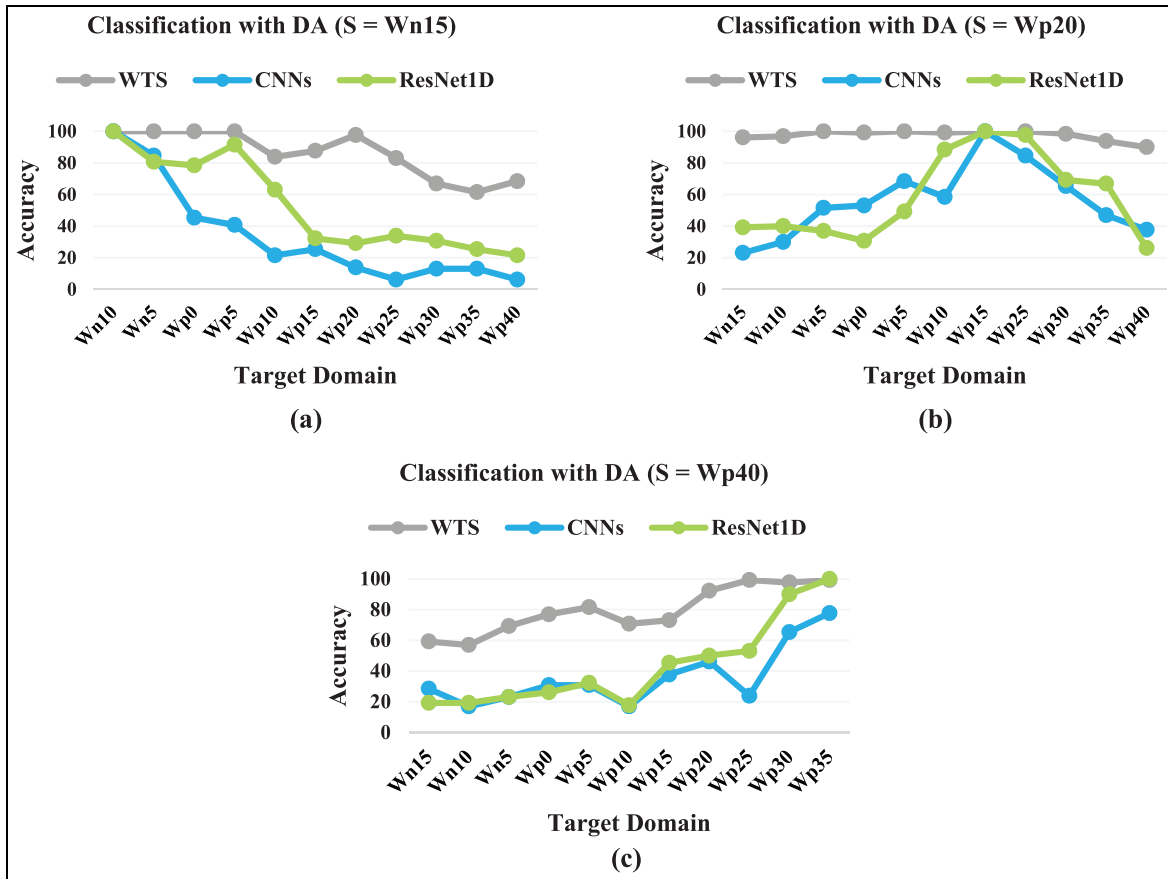 Classification with DA (S = Wn15)
WTS CNNs ResNet1D
100
80
60
40
20
0
Accuracy
Wn10 Wn5 Wp0 Wp5 Wp10 Wp15 Wp20 Wp25 Wp30 Wp35 Wp40
Target Domain
(a)
Classification with DA (S = Wp20)
WTS CNNs ResNet1D
100
80
60
40
20
0
Accuracy
Wn15 Wn10 Wn5 Wp0 Wp5 Wp10 Wp15 Wp25 Wp30 Wp35 Wp40
Target Domain
(b)
Classification with DA (S = Wp40)
WTS CNNs ResNet1D
100
80
60
40
20
0
Accuracy
Wn15 Wn10 Wn5 Wp0 Wp5 Wp10 Wp15 Wp20 Wp25 Wp30 Wp35
Target Domain
(c)